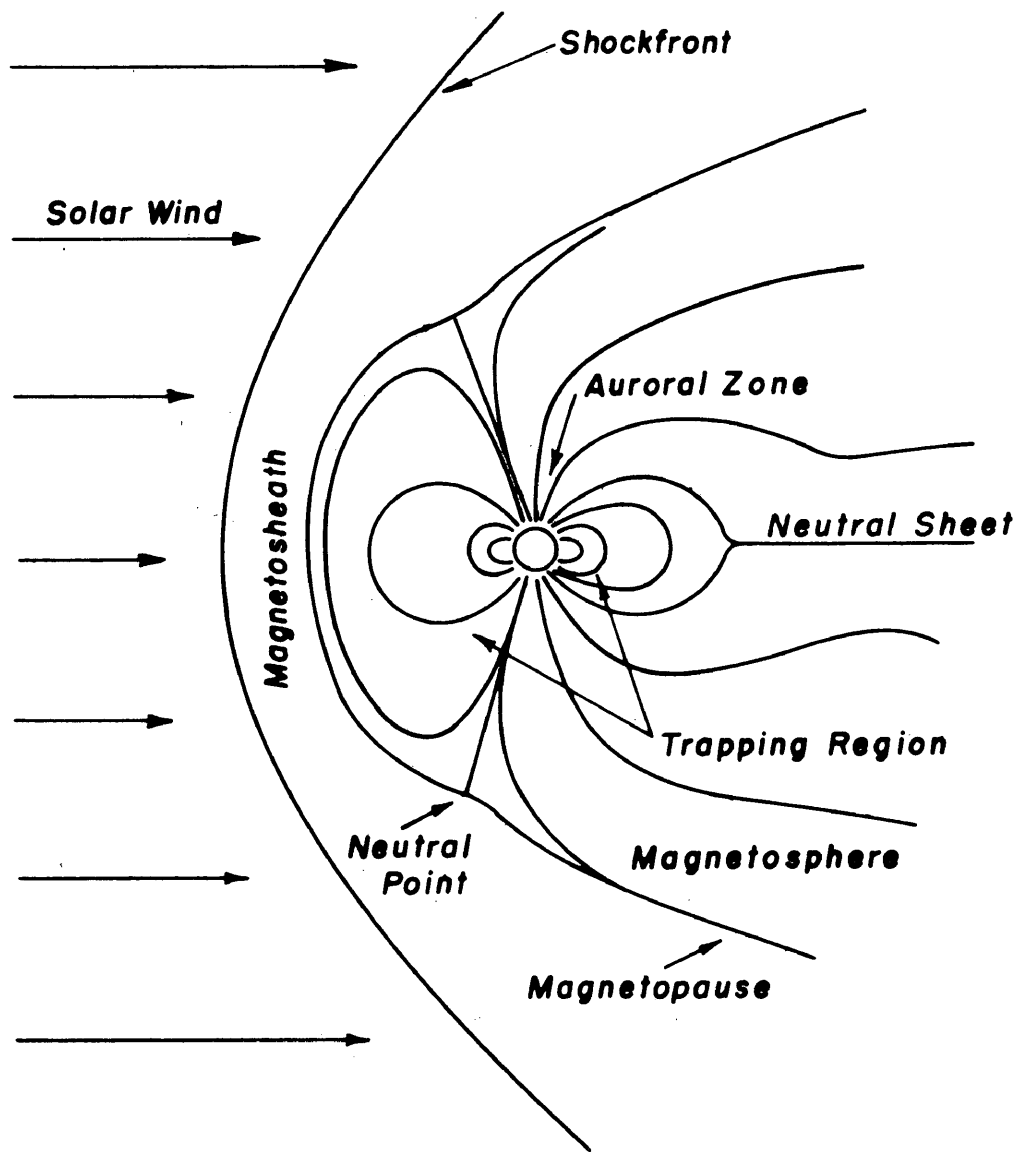 Shockfront
Solar Wind
Auroral Zone
Magnetosheath
Neutral Sheet
Trapping Region
Neutral
Point
Magnetosphere
Magnetopause